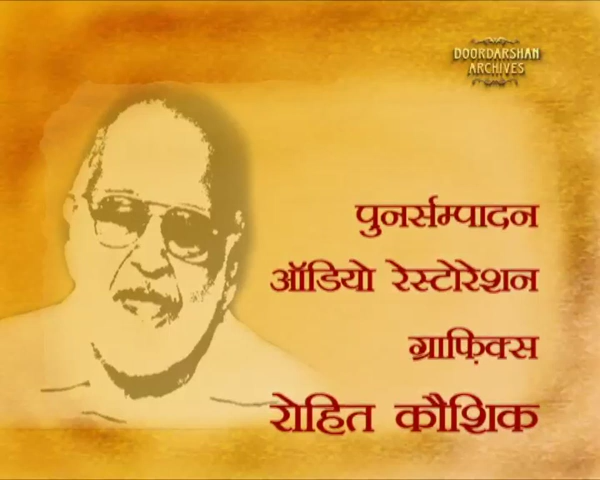 DOORDARSHAN
ARCHIVES
पुनर्सम्पादन
ऑडियो रेस्टोरेशन
ग्राफ़िक्स
रोहित कौशिक